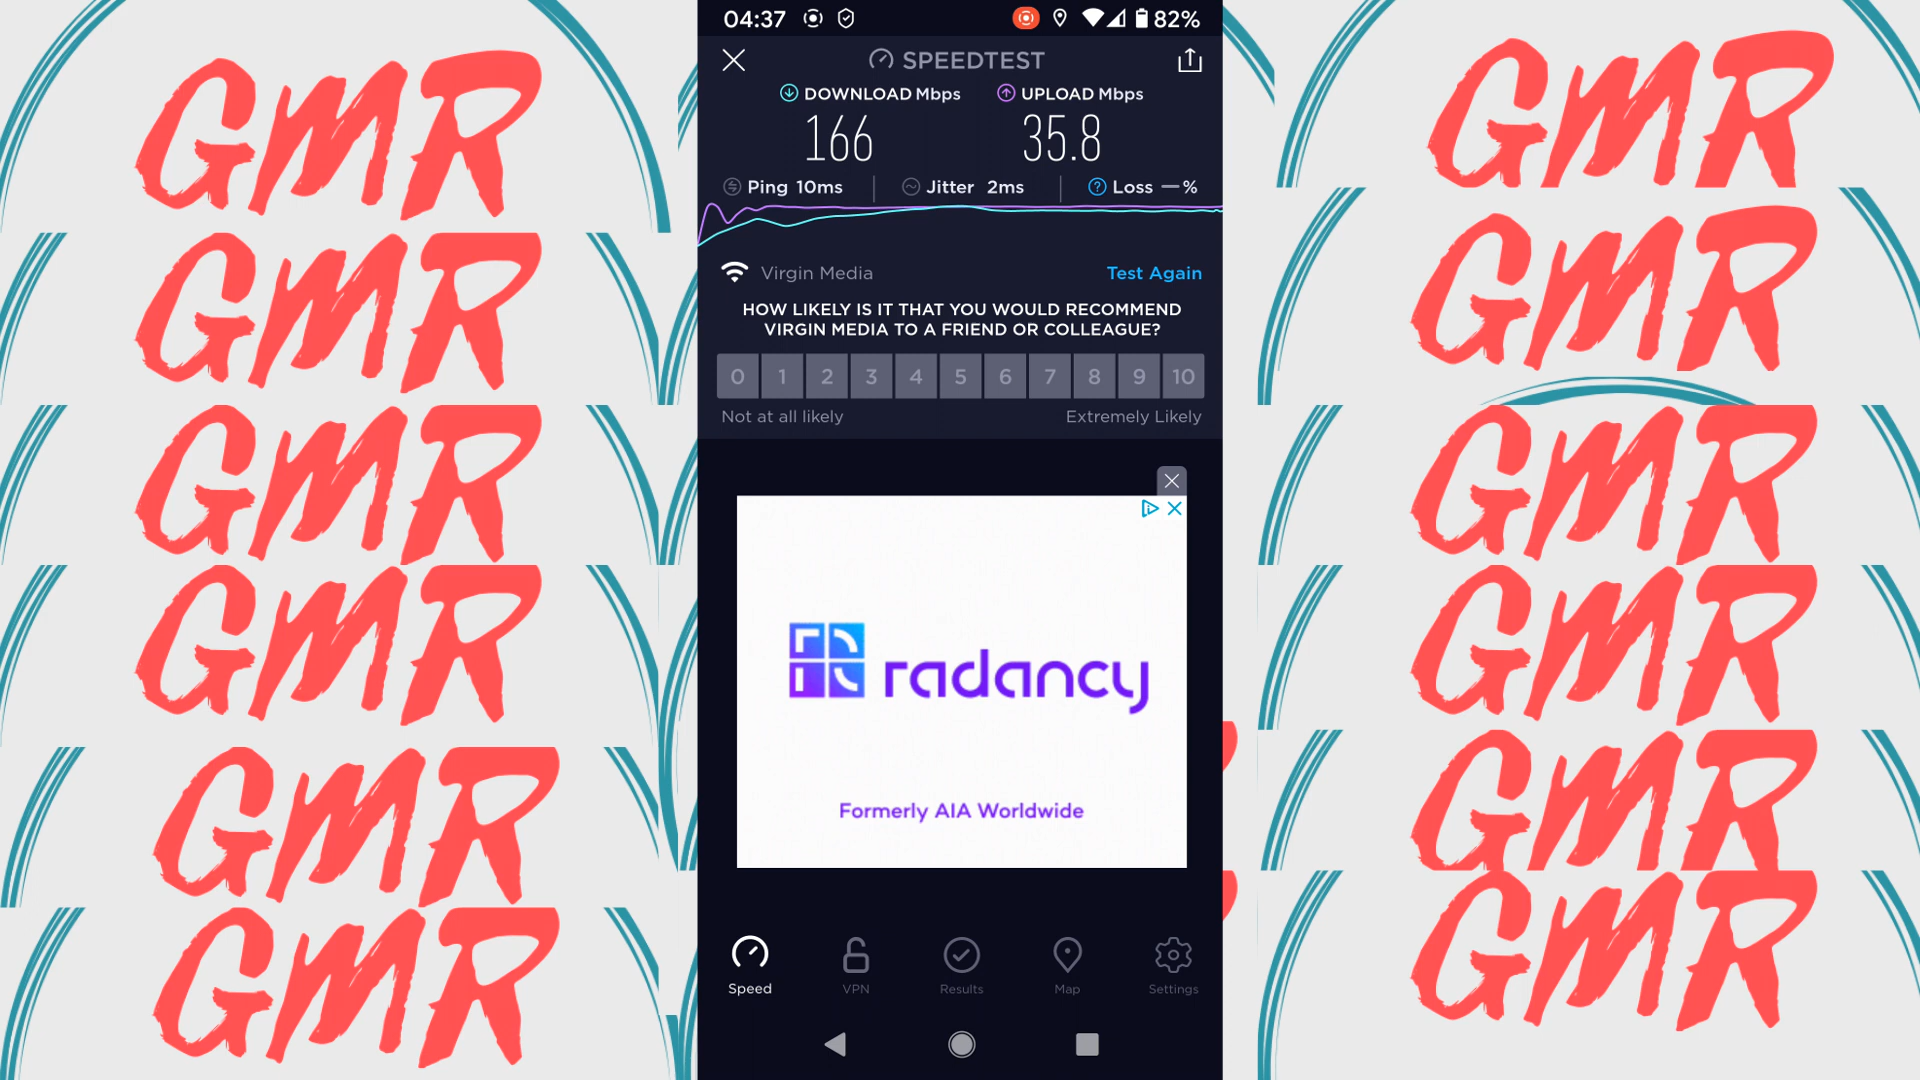 GMR
GMR
GMR
GMR
GMR
GMR
04:37
82%
SPEEDTEST
DOWNLOAD Mbps
UPLOAD Mbps
166
35.8
Ping 10ms
Jitter 2ms
Loss —%
Virgin Media
Test Again
HOW LIKELY IS IT THAT YOU WOULD RECOMMEND
VIRGIN MEDIA TO A FRIEND OR COLLEAGUE?
0 1 2 3 4 5 6 7 8 9 10
Not at all likely
Extremely Likely
radancy
Formerly AIA Worldwide
Speed
VPN
Results
Map
Settings
GMR
GMR
GMR
GMR
GMR
GMR